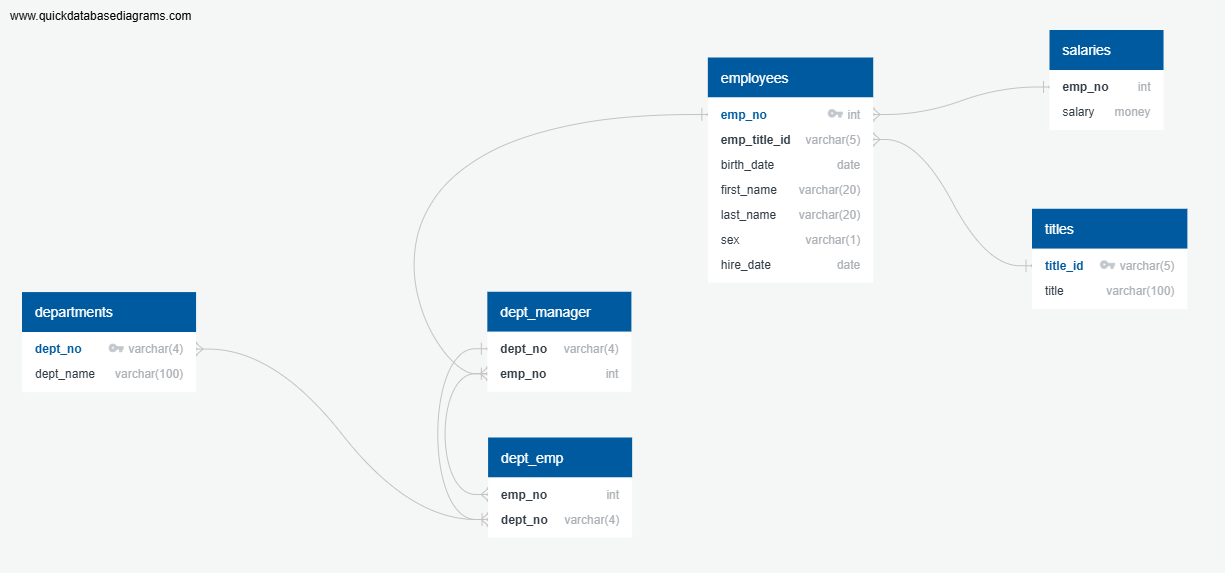 www.quickdatabasediagrams.com
employees
emp_no int
emp_title_id varchar(5)
birth_date date
first_name varchar(20)
last_name varchar(20)
sex varchar(1)
hire_date date
salaries
emp_no int
salary money
titles
title_id varchar(5)
title varchar(100)
departments
dept_no varchar(4)
dept_name varchar(100)
dept_manager
dept_no varchar(4)
emp_no int
dept_emp
emp_no int
dept_no varchar(4)